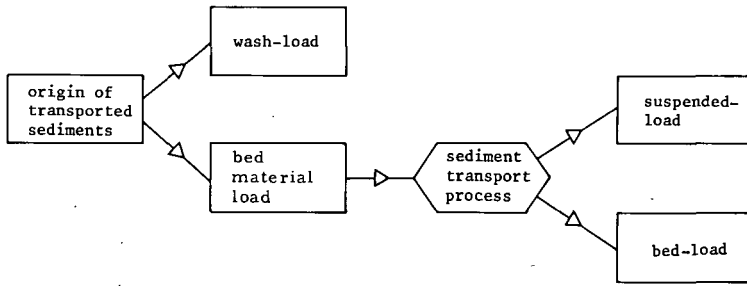 wash-load
origin of
transported
sediments
bed
material
load
sediment
transport
process
suspended-
load
bed-load